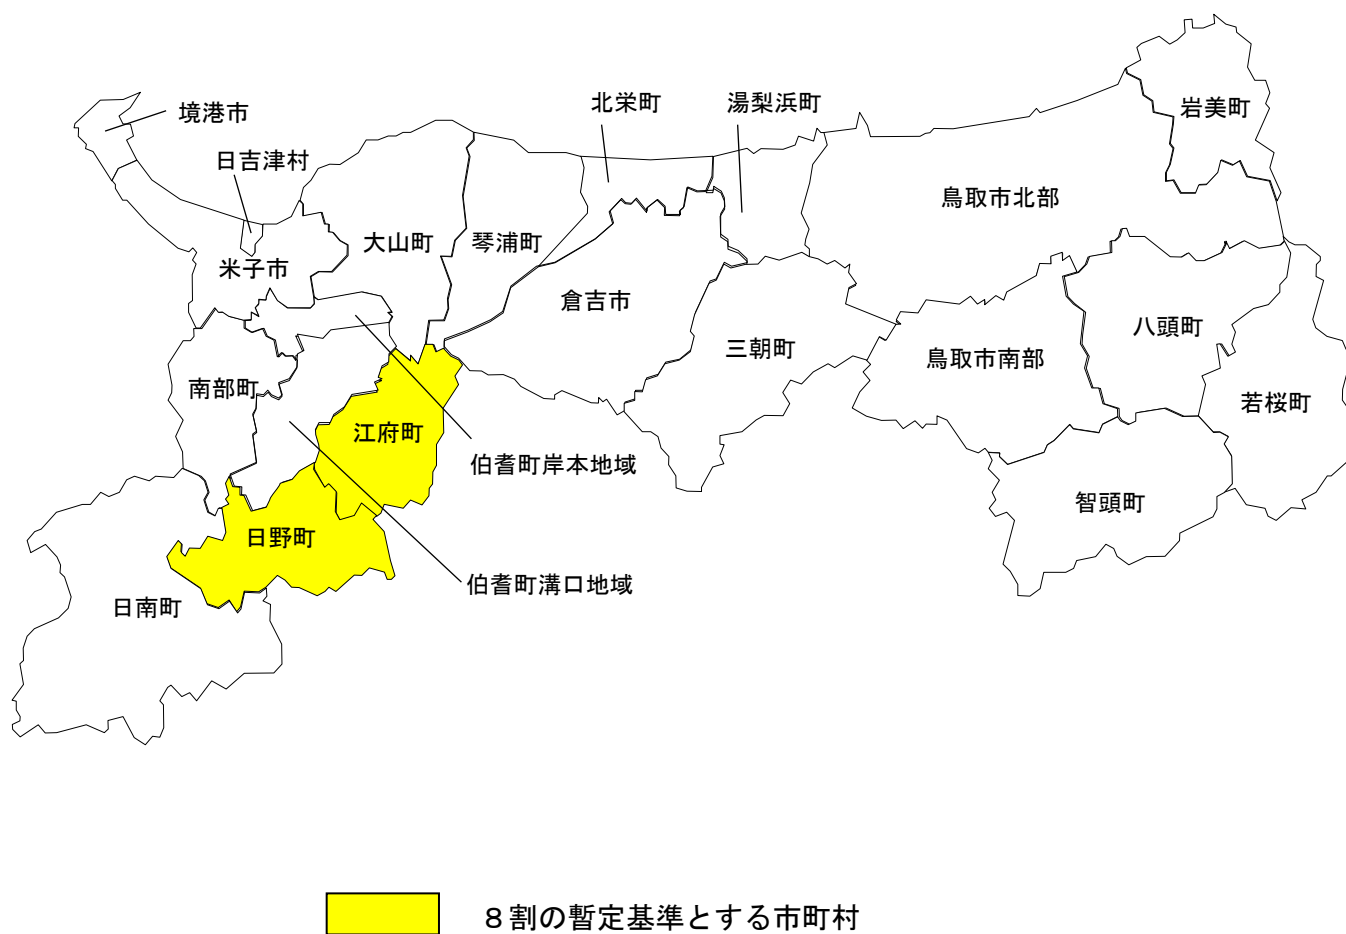 北栄町
湯梨浜町
岩美町
境港市
日吉津村
鳥取市北部
大山町
琴浦町
米子市
倉吉市
八頭町
三朝町
鳥取市南部
南部町
若桜町
江府町
伯耆町岸本地域
智頭町
日野町
伯耆町溝口地域
日南町
8割の暫定基準とする市町村